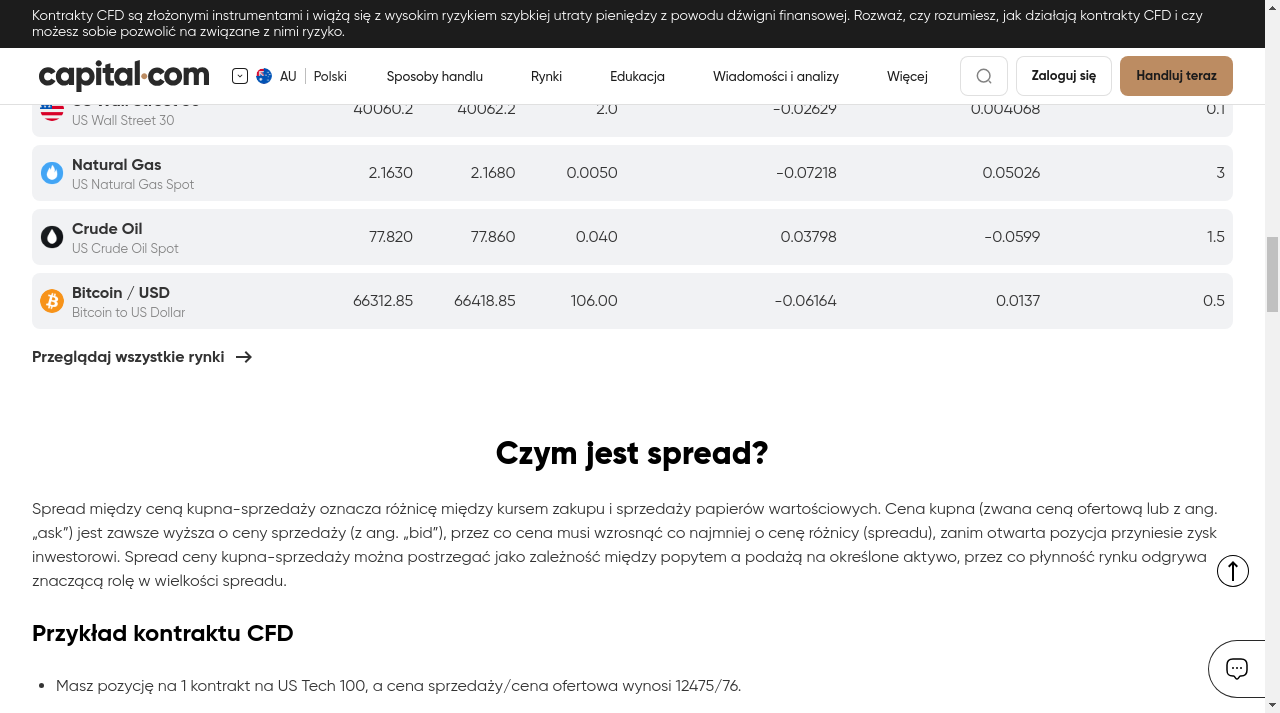 Kontrakty CFD są złożonymi instrumentami i wiążą się z wysokim ryzykiem szybkiej utraty pieniędzy z powodu dźwigni finansowej. Rozważ, czy rozumiesz, jak działają kontrakty CFD i czy
możesz sobie pozwolić na związane z nimi ryzyko.
capital.com
AU
Polski
Sposoby handlu
Rynki
Edukacja
Wiadomości i analizy
Więcej
Zaloguj się
Handluj teraz
US Wall Street 30
40060.2
40062.2
2.0
-0.02629
0.004068
0.1
US Wall Street 30
Natural Gas
US Natural Gas Spot
2.1630
2.1680
0.0050
-0.07218
0.05026
3
Crude Oil
US Crude Oil Spot
77.820
77.860
0.040
0.03798
-0.0599
1.5
Bitcoin / USD
Bitcoin to US Dollar
66312.85
66418.85
106.00
-0.06164
0.0137
0.5
Przeglądaj wszystkie rynki
Czym jest spread?
Spread między ceną kupna-sprzedaży oznacza różnicę między kursem zakupu i sprzedaży papierów wartościowych. Cena kupna (zwana ceną ofertową lub z ang.
„ask”) jest zawsze wyższa o ceny sprzedaży (z ang. „bid”), przez co cena musi wzrosnąć co najmniej o cenę różnicy (spreadu), zanim otwarta pozycja przyniesie zysk
inwestorowi. Spread ceny kupna-sprzedaży można postrzegać jako zależność między popytem a podażą na określone aktywo, przez co płynność rynku odgrywa
znaczącą rolę w wielkości spreadu.
Przykład kontraktu CFD
Masz pozycję na 1 kontrakt na US Tech 100, a cena sprzedaży/cena ofertowa wynosi 12475/76.